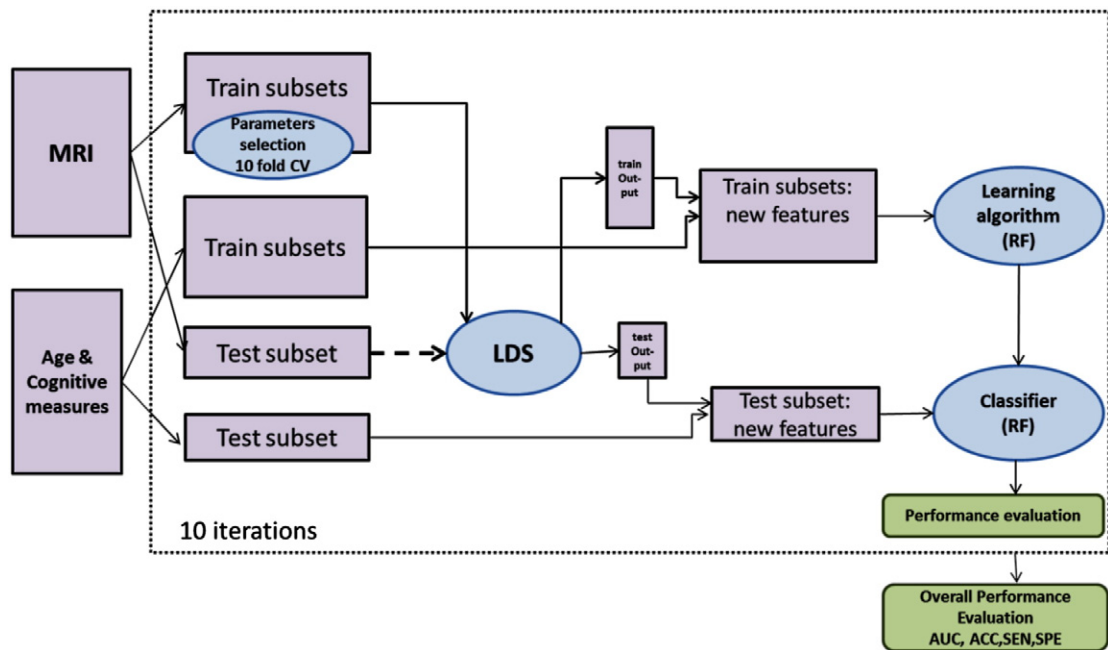 Train subsets
Parameters
selection
10 fold CV
MRI
train
Out-
put
Train subsets:
new features
Learning
algorithm
(RF)
Train subsets
Age &
Cognitive
measures
Test subset
LDS
test
Out-
put
Test subset:
new features
Classifier
(RF)
Test subset
Performance evaluation
10 iterations
Overall Performance
Evaluation
AUC, ACC,SEN,SPE